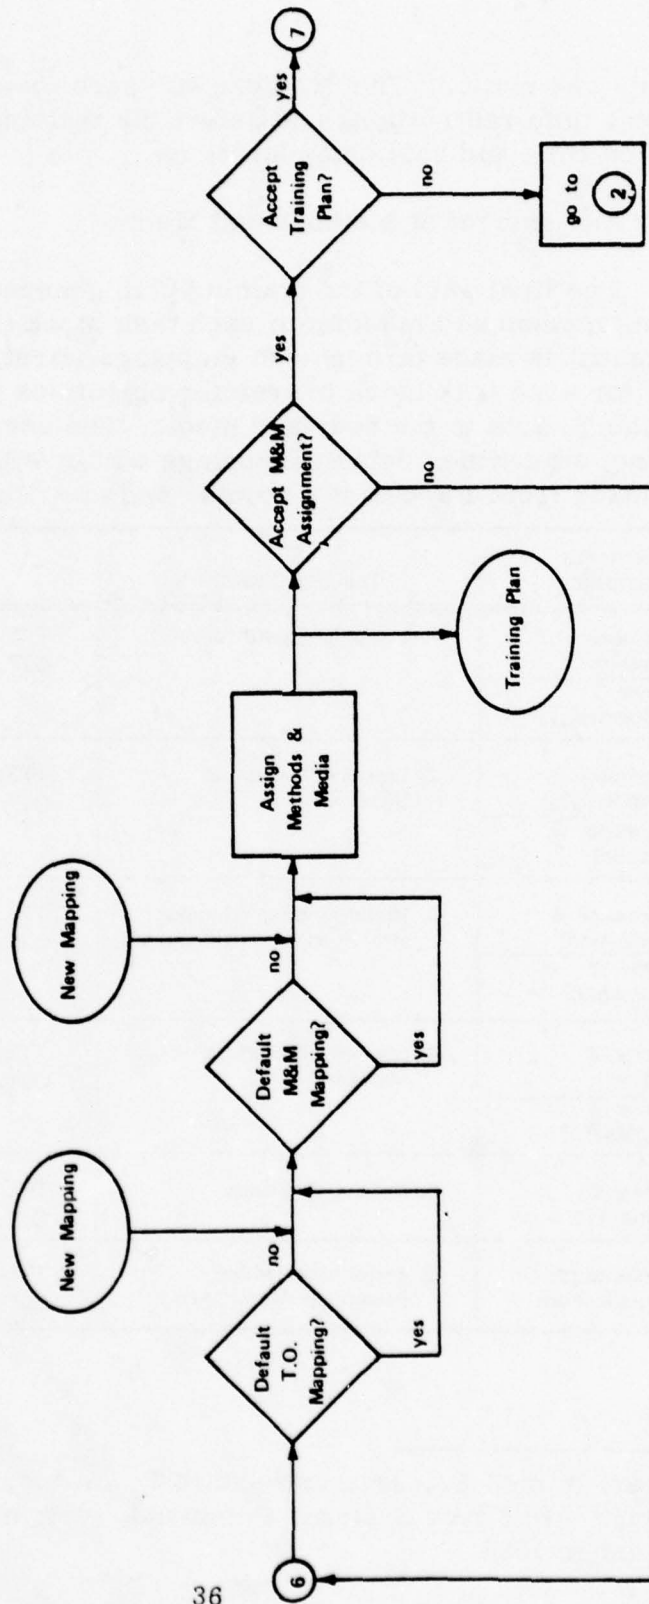 6
Default
T.O.
Mapping?
yes
no
New Mapping
Default
M&M
Mapping?
yes
no
New Mapping
Assign
Methods &
Media
Training Plan
Accept M&M
Assignment?
yes
no
Accept
Training
Plan?
yes
no
7
go to
2
36